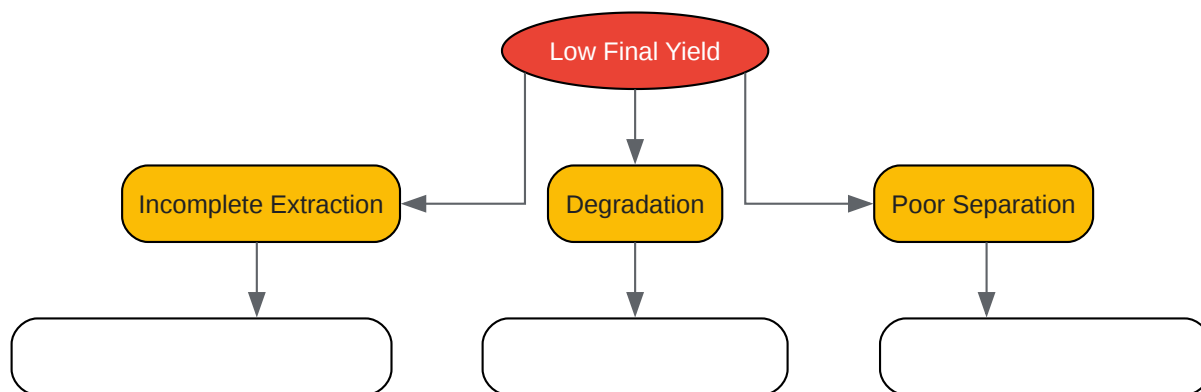 Low Final Yield
Incomplete Extraction
Degradation
Poor Separation